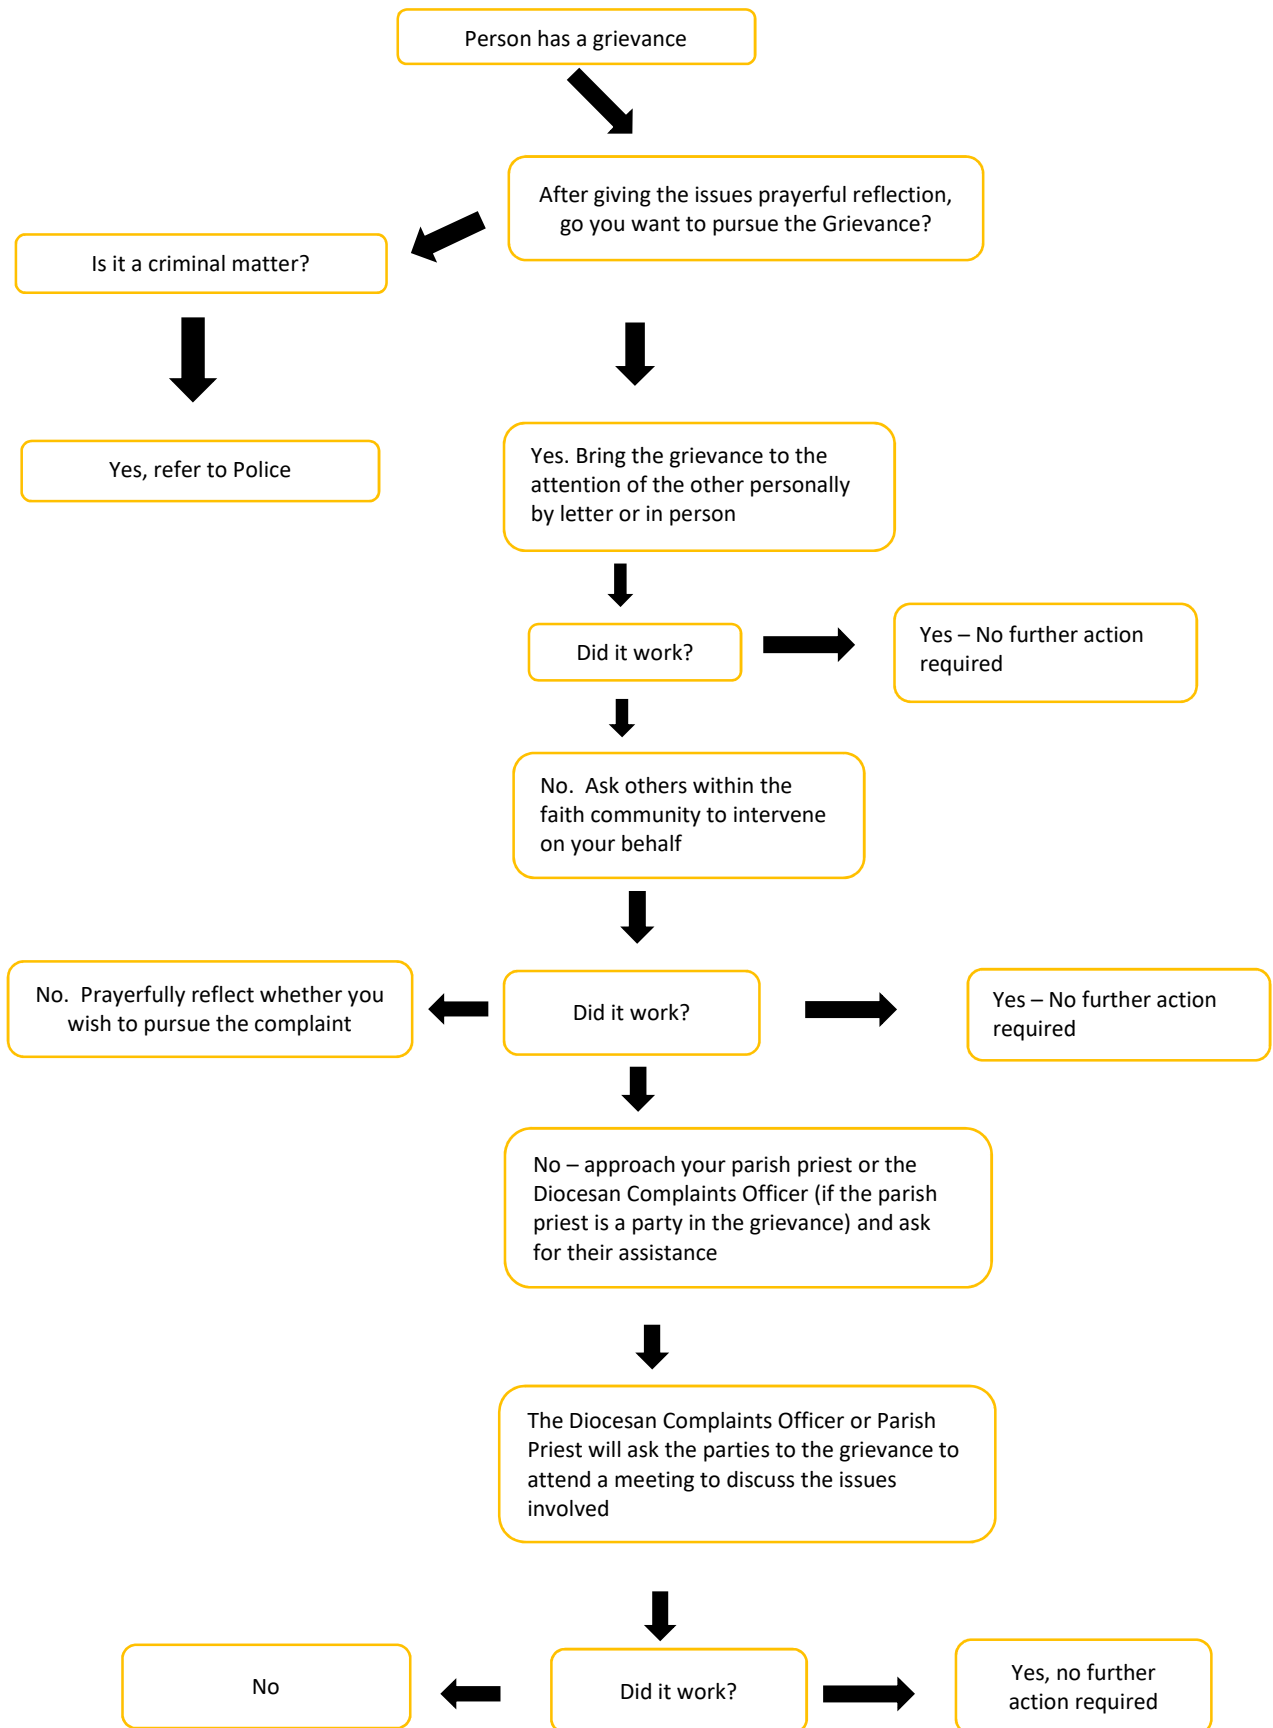 Person has a grievance
After giving the issues prayerful reflection,
go you want to pursue the Grievance?
Is it a criminal matter?
Yes, refer to Police
Yes. Bring the grievance to the
attention of the other personally
by letter or in person
Did it work?
Yes – No further action
required
No.  Ask others within the
faith community to intervene
on your behalf
No.  Prayerfully reflect whether you
wish to pursue the complaint
Did it work?
Yes – No further action
required
No – approach your parish priest or the
Diocesan Complaints Officer (if the parish
priest is a party in the grievance) and ask
for their assistance
The Diocesan Complaints Officer or Parish
Priest will ask the parties to the grievance to
attend a meeting to discuss the issues
involved
No
Did it work?
Yes, no further
action required